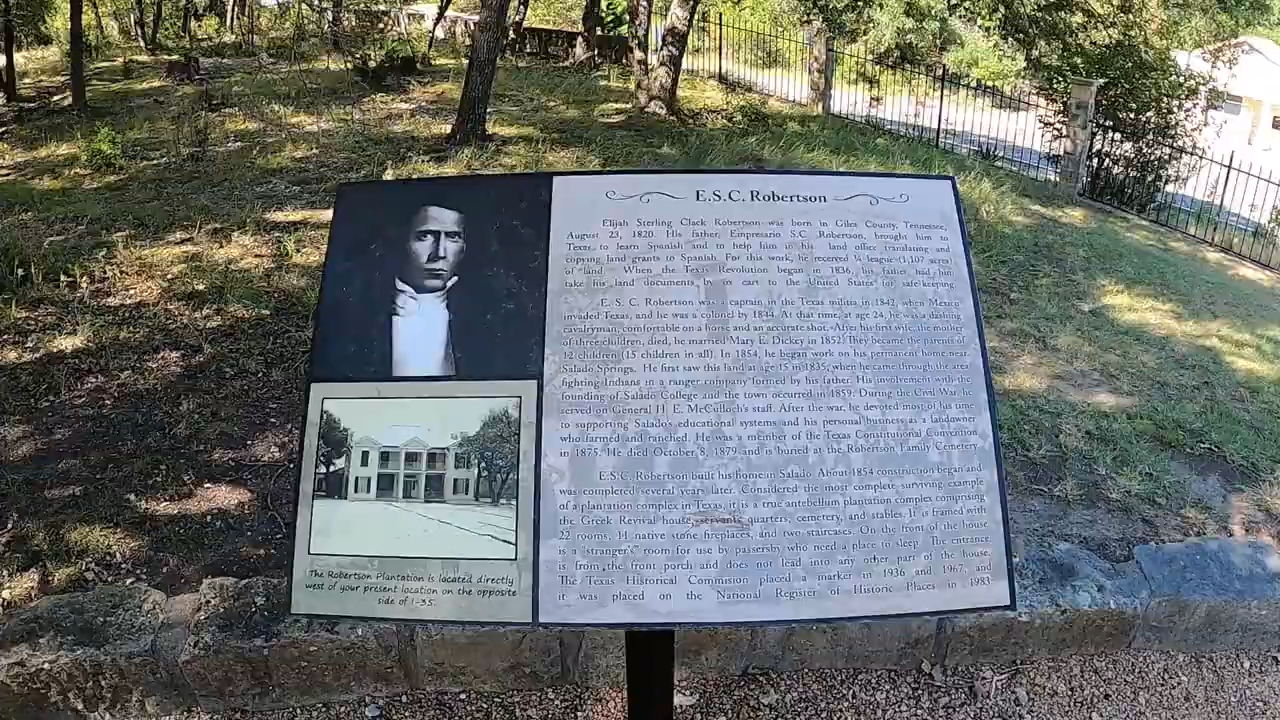 E.S.C. Robertson
Elijah Sterling Clack Robertson was born in Giles County, Tennessee,
August 23, 1820. His father, Empresario S.C. Robertson, brought him to
Texas to learn Spanish and to help him in his land office translating and
copying land grants to Spanish. For this work, he received ¼ league (1,107 acres)
of land. When the Texas Revolution began in 1836, his father had him
take his land documents by ox cart to the United States for safe-keeping.
E. S. C. Robertson was a captain in the Texas militia in 1842, when Mexico
invaded Texas, and he was a colonel by 1844. At that time, at age 24, he was a dashing
cavalryman, comfortable on a horse and an accurate shot. After his first wife, the mother
of three children, died, he married Mary E. Dickey in 1852. They became the parents of
12 children (15 children in all). In 1854, he began work on his permanent home near
Salado Springs. He first saw this land at age 15 in 1835, when he came through the area
fighting Indians in a ranger company formed by his father. His involvement with the
founding of Salado College and the town occurred in 1859. During the Civil War, he
served on General H. E. McCulloch's staff. After the war, he devoted most of his time
to supporting Salado's educational systems and his personal business as a landowner
who farmed and ranched. He was a member of the Texas Constitutional Convention
in 1875. He died October 8, 1879 and is buried at the Robertson Family Cemetery.
E.S.C. Robertson built his home in Salado. About 1854 construction began and
was completed several years later. Considered the most complete surviving example
of a plantation complex in Texas, it is a true antebellum plantation complex comprising
the Greek Revival house, servants' quarters, cemetery, and stables. It is framed with
22 rooms, 11 native stone fireplaces, and two staircases. On the front of the house
is a "stranger's" room for use by passersby who need a place to sleep. The entrance
is from the front porch and does not lead into any other part of the house.
The Texas Historical Commission placed a marker in 1936 and 1967, and
it was placed on the National Register of Historic Places in 1983.
The Robertson Plantation is located directly
west of your present location on the opposite
side of I-35.